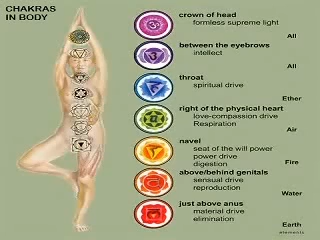 CHAKRAS
IN BODY
crown of head
formless supreme light
All
between the eyebrows
intellect
All
throat
spiritual drive
Ether
right of the physical heart
love-compassion drive
Respiration
Air
navel
seat of the will power
power drive
digestion
Fire
above/behind genitals
sensual drive
reproduction
Water
just above anus
material drive
elimination
Earth
elements